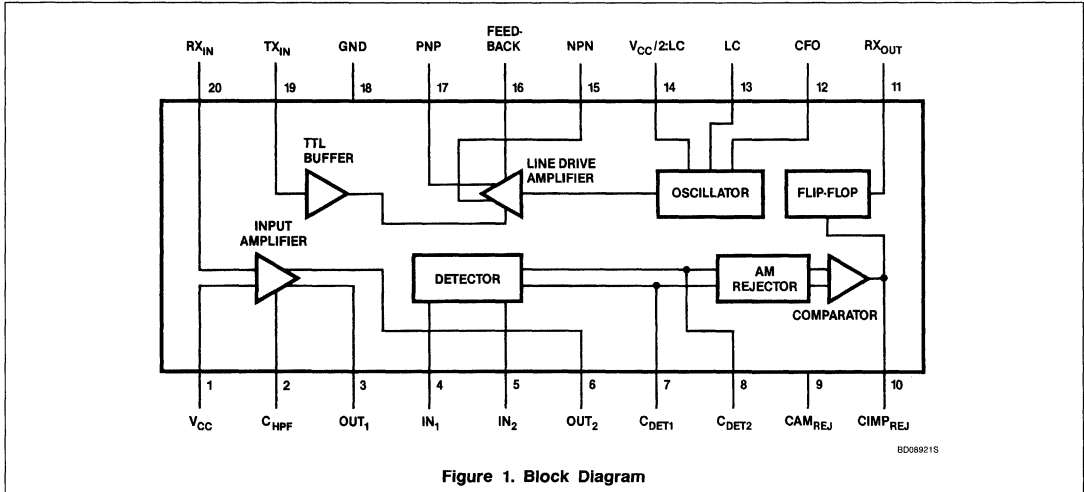 RXIN TXIN GND PNP FEED-
BACK NPN VCC/2:LC LC CFO RXOUT
20 19 18 17 16 15 14 13 12 11
TTL
BUFFER
LINE DRIVE
AMPLIFIER
OSCILLATOR
FLIP-FLOP
INPUT
AMPLIFIER
DETECTOR
AM
REJECTOR
COMPARATOR
1 2 3 4 5 6 7 8 9 10
VCC CHPF OUT1 IN1 IN2 OUT2 CDET1 CDET2 CAMREJ CIMPREJ
BD08921S
Figure 1. Block Diagram